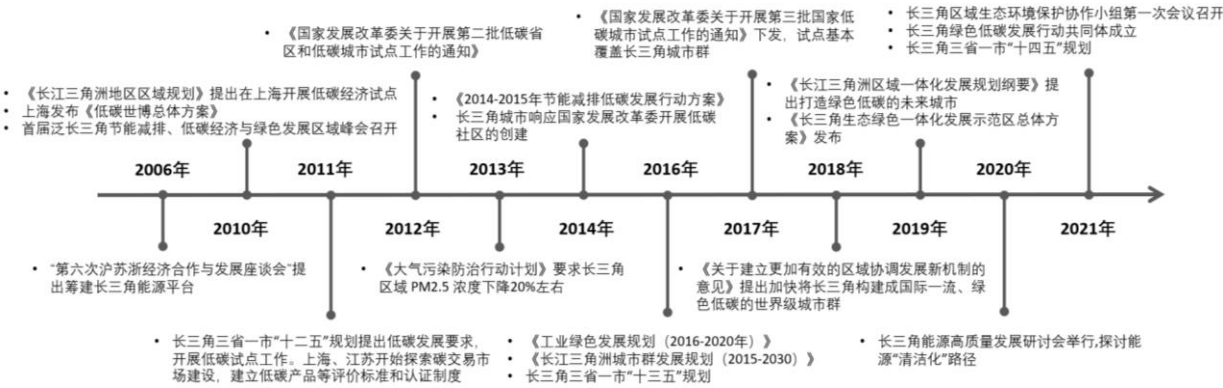 • 《国家发展改革委关于开展第二批低碳省
区和低碳城市试点工作的通知》
• 《国家发展改革委关于开展第三批国家低
碳城市试点工作的通知》下发，试点基本
覆盖长三角城市群
• 长三角区域生态环境保护协作小组第一次会议召开
• 长三角绿色低碳发展行动共同体成立
• 长三角三省一市“十四五”规划
• 《长江三角洲地区区域规划》提出在上海开展低碳经济试点
• 上海发布《低碳世博总体方案》
• 首届泛长三角节能减排、低碳经济与绿色发展区域峰会召开
• 《2014-2015年节能减排低碳发展行动方案》
• 长三角城市响应国家发展改革委开展低碳
社区的创建
• 《长江三角洲区域一体化发展规划纲要》提
出打造绿色低碳的未来城市
• 《长三角生态绿色一体化发展示范区总体方
案》发布
2006年 2011年 2013年 2016年 2018年 2020年
2010年 2012年 2014年 2017年 2019年 2021年
• “第六次沪苏浙经济合作与发展座谈会”提
出筹建长三角能源平台
• 《大气污染防治行动计划》要求长三角
区域 PM2.5 浓度下降20%左右
• 《关于建立更加有效的区域协调发展新机制的
意见》提出加快将长三角构建成国际一流、绿
色低碳的世界级城市群
• 长三角三省一市“十二五”规划提出低碳发展要求，
开展低碳试点工作。上海、江苏开始探索碳交易市
场建设，建立低碳产品等评价标准和认证制度
• 《工业绿色发展规划（2016-2020年）》
• 《长江三角洲城市群发展规划（2015-2030）》
• 长三角三省一市“十三五”规划
• 长三角能源高质量发展研讨会举行,探讨能
源“清洁化”路径